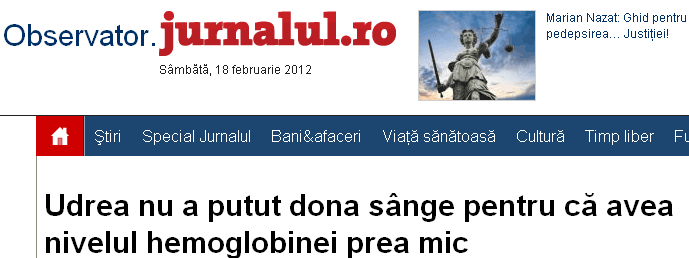 Observator.jurnalul.ro
Sâmbătă, 18 februarie 2012
Marian Nazat: Ghid pentru
pedepsirea... Justiţiei!
Ştiri Special Jurnalul Bani&afaceri Viaţă sănătoasă Cultură Timp liber Fu
Udrea nu a putut dona sânge pentru că avea
nivelul hemoglobinei prea mic